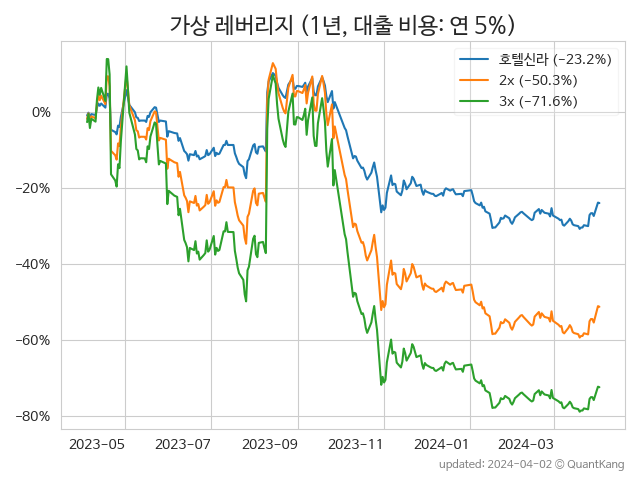 가상 레버리지 (1년, 대출 비용: 연 5%)
호텔신라 (−23.2%)
2x (−50.3%)
3x (−71.6%)
0%
−20%
−40%
−60%
−80%
2023−05 2023−07 2023−09 2023−11 2024−01 2024−03
updated: 2024−04−02 © QuantKang